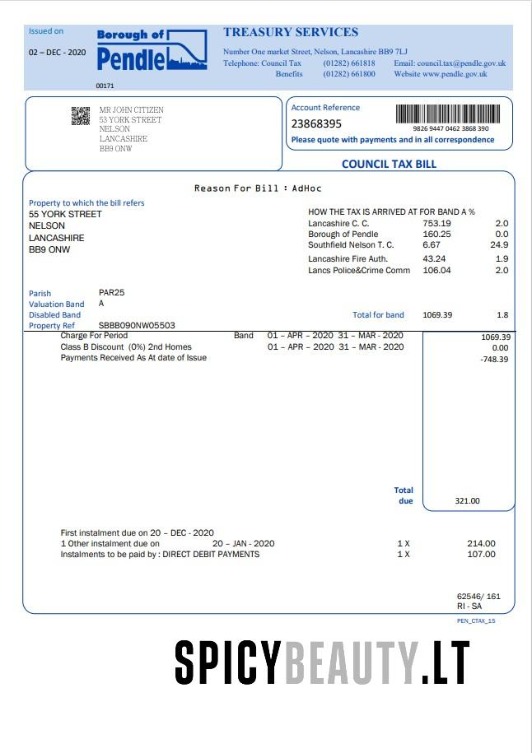 Issued on
02 – DEC - 2020
Borough of
Pendle
00171
TREASURY SERVICES
Number One market Street, Nelson, Lancashire BB9 7LJ
Telephone: Council Tax (01282) 661818 Email: council.tax@pendle.gov.uk
Benefits (01282) 661800 Website www.pendle.gov.uk
MR JOHN CITIZEN
53 YORK STREET
NELSON
LANCASHIRE
BB9 ONW
Account Reference
23868395
9826 9447 0462 3868 390
Please quote with payments and in all correspondence
COUNCIL TAX BILL
Reason For Bill : AdHoc
Property to which the bill refers
55 YORK STREET
NELSON
LANCASHIRE
BB9 ONW
HOW THE TAX IS ARRIVED AT FOR BAND A %
Lancashire C. C. 753.19 2.0
Borough of Pendle 160.25 0.0
Southfield Nelson T. C. 6.67 24.9
Lancashire Fire Auth. 43.24 1.9
Lancs Police&Crime Comm 106.04 2.0
Parish PAR25
Valuation Band A
Disabled Band
Total for band 1069.39 1.8
Property Ref SBBB090NW05503
Charge For Period Band 01 – APR – 2020 31 – MAR - 2020 1069.39
Class B Discount (0%) 2nd Homes 01 – APR – 2020 31 – MAR - 2020 0.00
Payments Received As At date of Issue -748.39
Total
due 321.00
First instalment due on 20 – DEC - 2020
1 Other instalment due on 20 – JAN - 2020 1 X 214.00
Instalments to be paid by : DIRECT DEBIT PAYMENTS 1 X 107.00
62546/ 161
RI - SA
PEN_CTAX_15
SPICYBEAUTY.LT